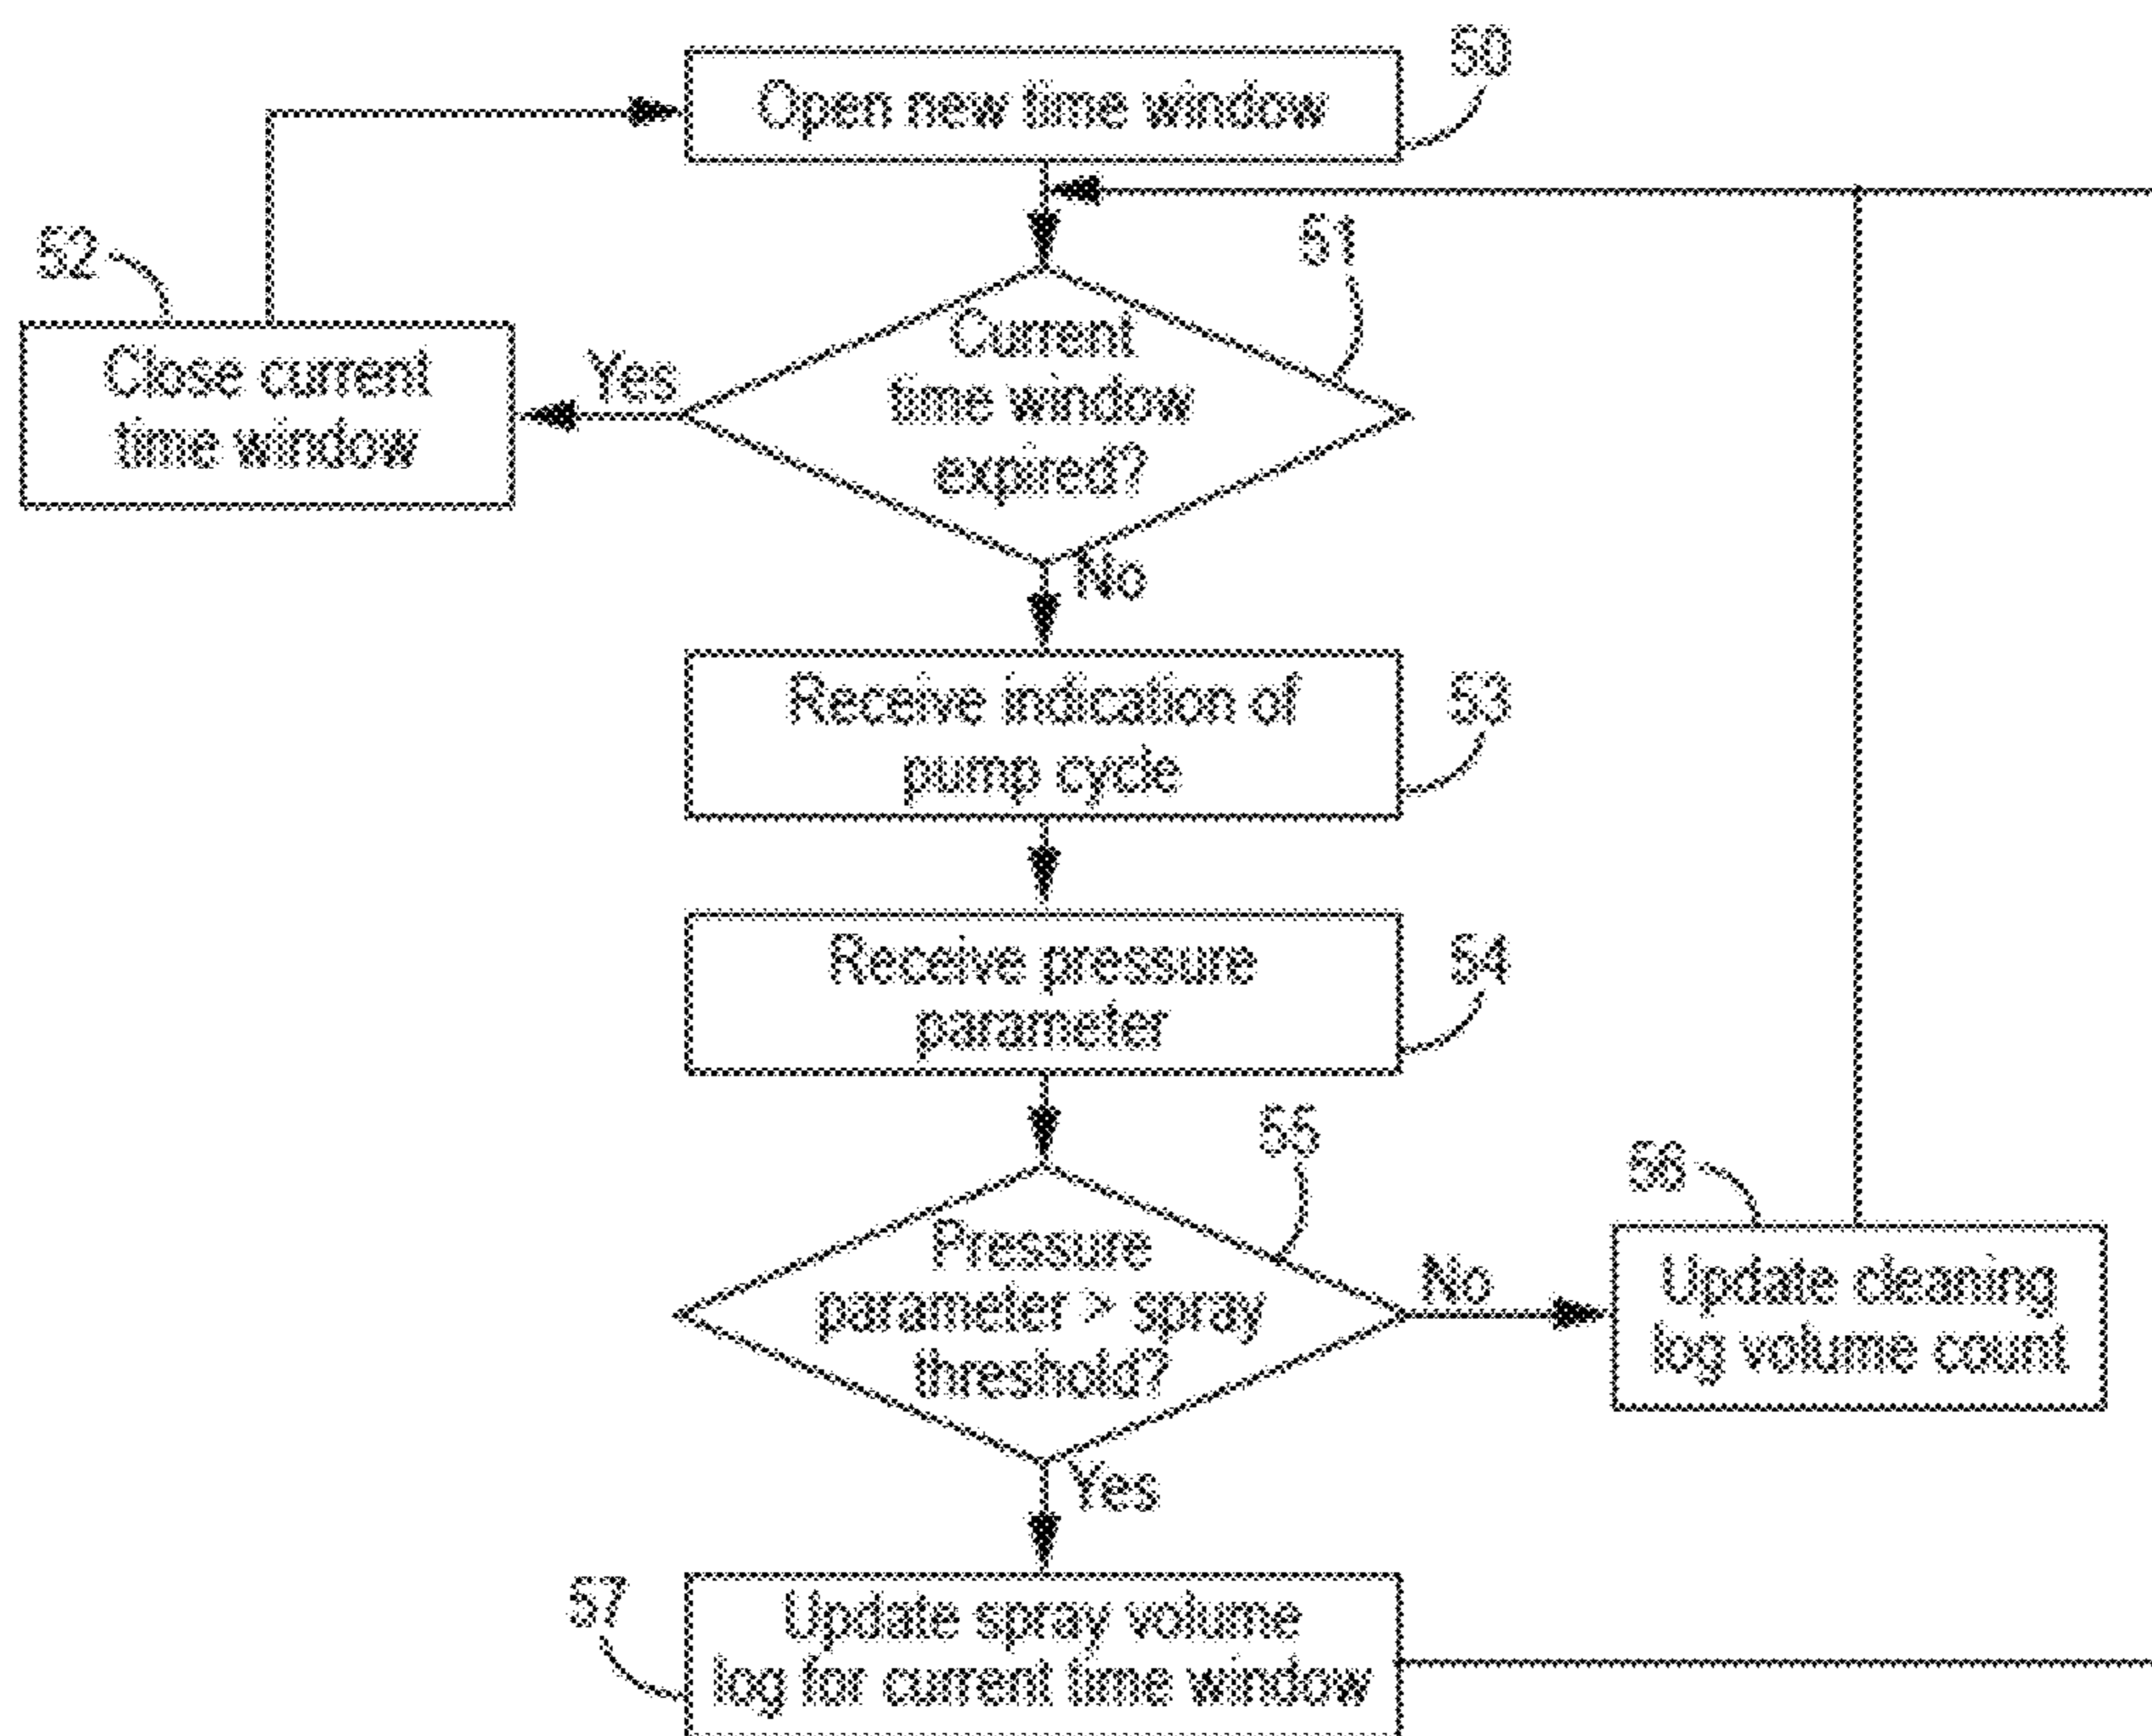 50
Open new time window
51
52
Current
time window
expired?
Close current
time window
Yes
No
Receive indication of
pump cycle
53
Receive pressure
parameter
54
55
56
Pressure
parameter > spray
threshold?
No
Update cleaning
log volume count
Yes
57
Update spray volume
log for current time window